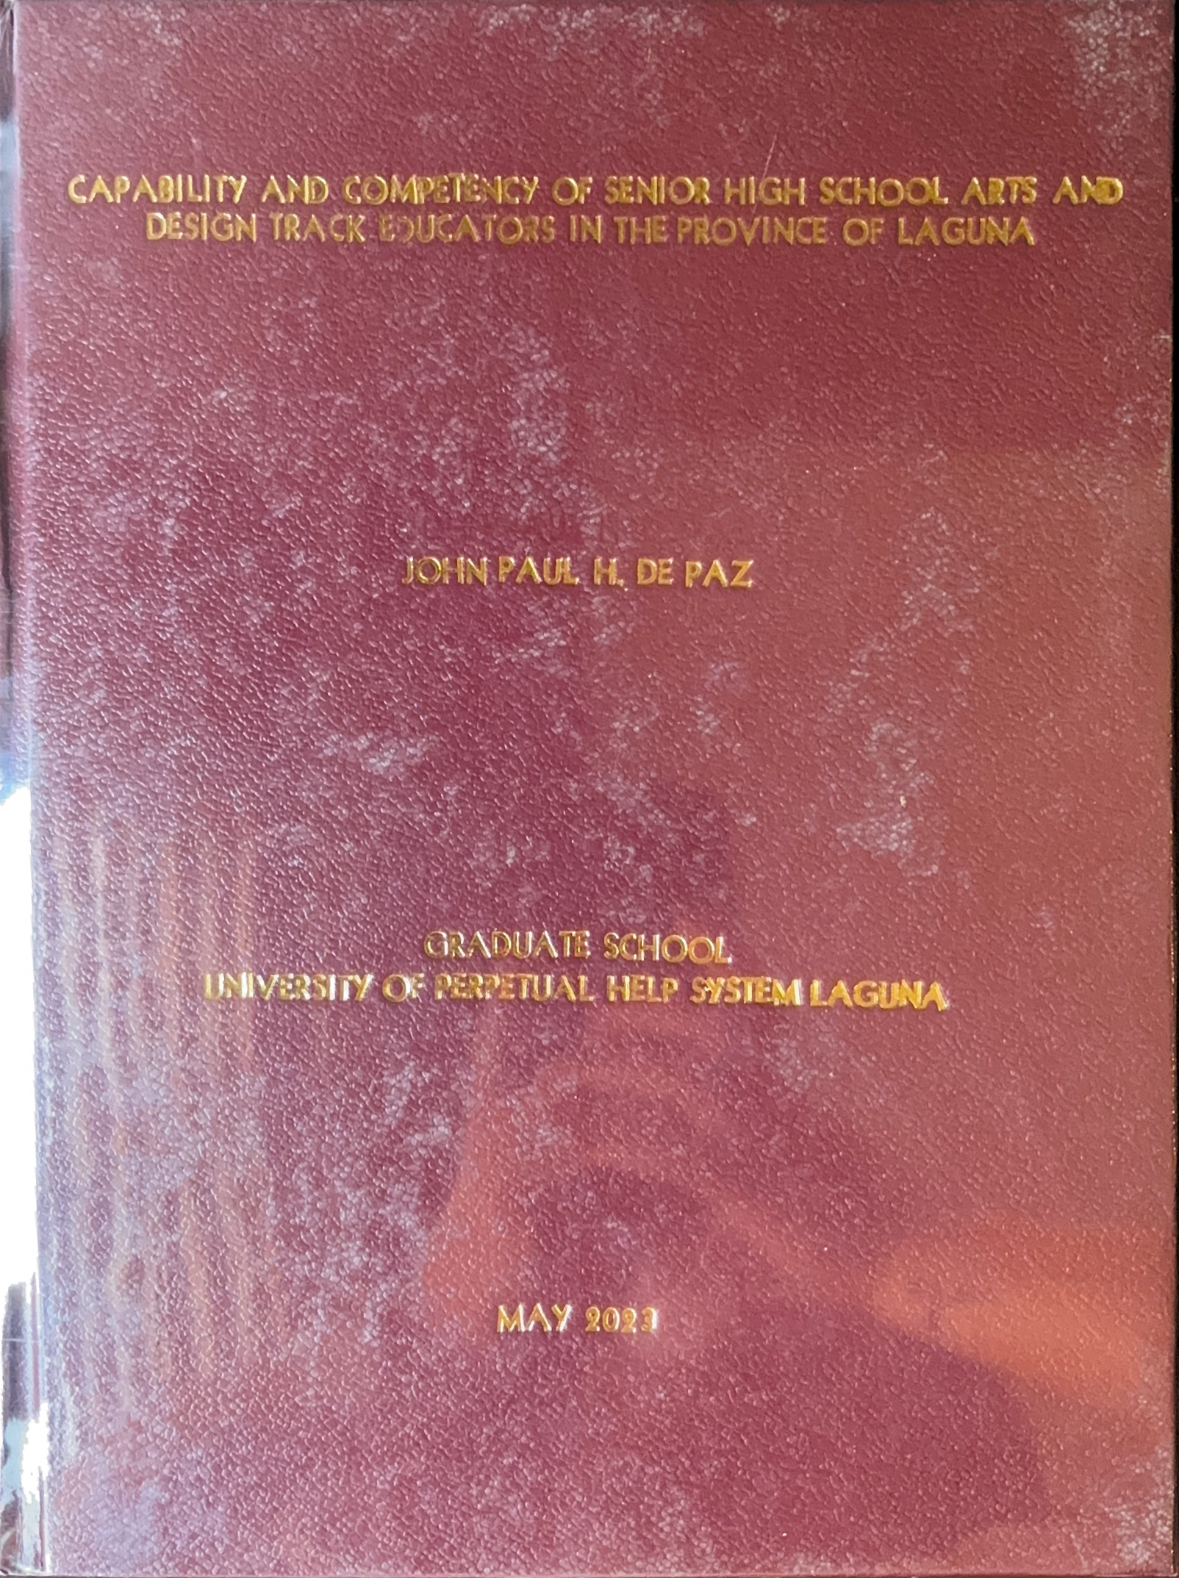 CAPABILITY AND COMPETENCY OF SENIOR HIGH SCHOOL ARTS AND
DESIGN TRACK EDUCATORS IN THE PROVINCE OF LAGUNA
JOHN PAUL H. DE PAZ
GRADUATE SCHOOL
UNIVERSITY OF PERPETUAL HELP SYSTEM LAGUNA
MAY 2023